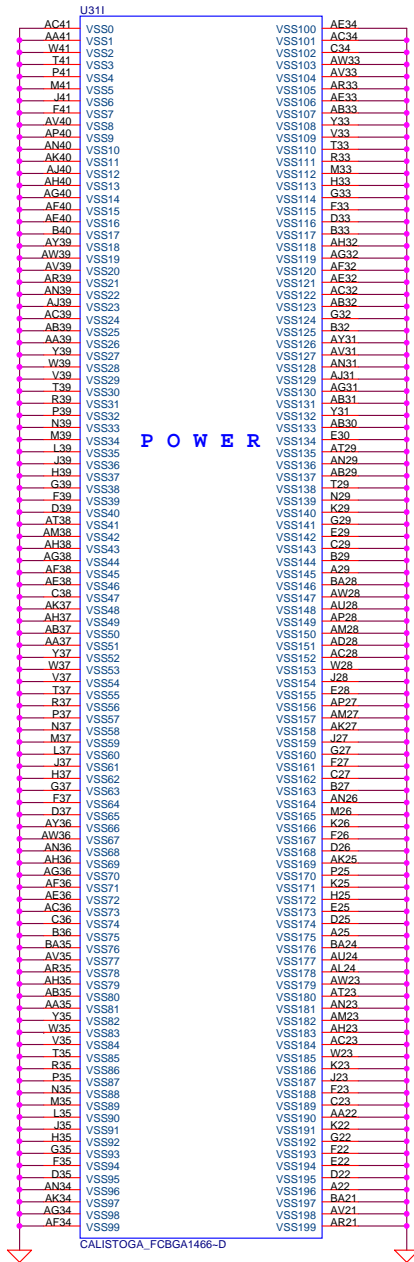 U31I
AC41 VSS0 VSS100 AE34
AA41 VSS1 VSS101 AC34
W41 VSS2 VSS102 C34
T41 VSS3 VSS103 AW33
P41 VSS4 VSS104 AV33
M41 VSS5 VSS105 AR33
J41 VSS6 VSS106 AE33
F41 VSS7 VSS107 AB33
AV40 VSS8 VSS108 Y33
AP40 VSS9 VSS109 V33
AN40 VSS10 VSS110 T33
AK40 VSS11 VSS111 R33
AJ40 VSS12 VSS112 M33
AH40 VSS13 VSS113 H33
AG40 VSS14 VSS114 G33
AF40 VSS15 VSS115 F33
AE40 VSS16 VSS116 D33
B40 VSS17 VSS117 B33
AY39 VSS18 VSS118 AH32
AW39 VSS19 VSS119 AG32
AV39 VSS20 VSS120 AF32
AR39 VSS21 VSS121 AE32
AN39 VSS22 VSS122 AC32
AJ39 VSS23 VSS123 AB32
AC39 VSS24 VSS124 G32
AB39 VSS25 VSS125 B32
AA39 VSS26 VSS126 AY31
Y39 VSS27 VSS127 AV31
W39 VSS28 VSS128 AN31
V39 VSS29 VSS129 AJ31
T39 VSS30 VSS130 AG31
R39 VSS31 VSS131 AB31
P39 VSS32 VSS132 Y31
N39 VSS33 VSS133 AB30
M39 VSS34 POWER VSS134 E30
L39 VSS35 VSS135 AT29
J39 VSS36 VSS136 AN29
H39 VSS37 VSS137 AB29
G39 VSS38 VSS138 T29
F39 VSS39 VSS139 N29
D39 VSS40 VSS140 K29
AT38 VSS41 VSS141 G29
AM38 VSS42 VSS142 E29
AH38 VSS43 VSS143 C29
AG38 VSS44 VSS144 B29
AF38 VSS45 VSS145 A29
AE38 VSS46 VSS146 BA28
C38 VSS47 VSS147 AW28
AK37 VSS48 VSS148 AU28
AH37 VSS49 VSS149 AP28
AB37 VSS50 VSS150 AM28
AA37 VSS51 VSS151 AD28
Y37 VSS52 VSS152 AC28
W37 VSS53 VSS153 W28
V37 VSS54 VSS154 J28
T37 VSS55 VSS155 E28
R37 VSS56 VSS156 AP27
P37 VSS57 VSS157 AM27
N37 VSS58 VSS158 AK27
M37 VSS59 VSS159 J27
L37 VSS60 VSS160 G27
J37 VSS61 VSS161 F27
H37 VSS62 VSS162 C27
G37 VSS63 VSS163 B27
F37 VSS64 VSS164 AN26
D37 VSS65 VSS165 M26
AY36 VSS66 VSS166 K26
AW36 VSS67 VSS167 F26
AN36 VSS68 VSS168 D26
AH36 VSS69 VSS169 AK25
AG36 VSS70 VSS170 P25
AF36 VSS71 VSS171 K25
AE36 VSS72 VSS172 H25
AC36 VSS73 VSS173 E25
C36 VSS74 VSS174 D25
B36 VSS75 VSS175 A25
BA35 VSS76 VSS176 BA24
AV35 VSS77 VSS177 AU24
AR35 VSS78 VSS178 AL24
AH35 VSS79 VSS179 AW23
AB35 VSS80 VSS180 AT23
AA35 VSS81 VSS181 AN23
Y35 VSS82 VSS182 AM23
W35 VSS83 VSS183 AH23
V35 VSS84 VSS184 AC23
T35 VSS85 VSS185 W23
R35 VSS86 VSS186 K23
P35 VSS87 VSS187 J23
N35 VSS88 VSS188 F23
M35 VSS89 VSS189 C23
L35 VSS90 VSS190 AA22
J35 VSS91 VSS191 K22
H35 VSS92 VSS192 G22
G35 VSS93 VSS193 F22
F35 VSS94 VSS194 E22
D35 VSS95 VSS195 D22
AN34 VSS96 VSS196 A22
AK34 VSS97 VSS197 BA21
AG34 VSS98 VSS198 AV21
AF34 VSS99 VSS199 AR21
CALISTOGA_FCBGA1466~D